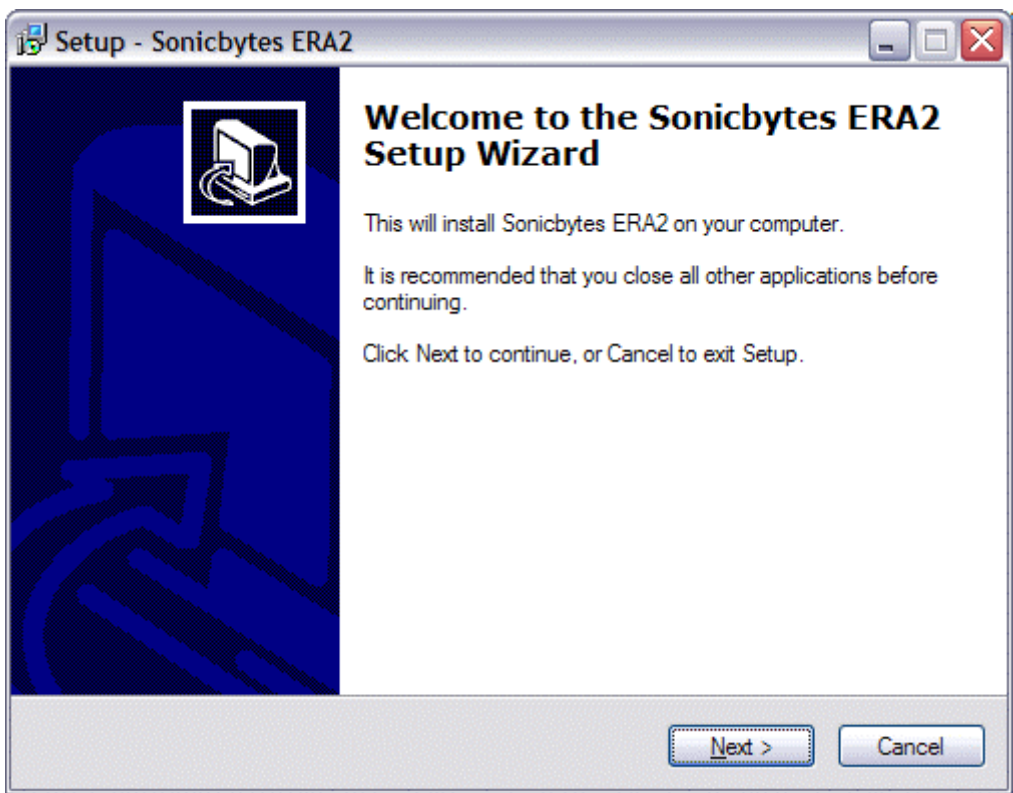 Setup - Sonicbytes ERA2
Welcome to the Sonicbytes ERA2
Setup Wizard
This will install Sonicbytes ERA2 on your computer.
It is recommended that you close all other applications before
continuing.
Click Next to continue, or Cancel to exit Setup.
Next >
Cancel